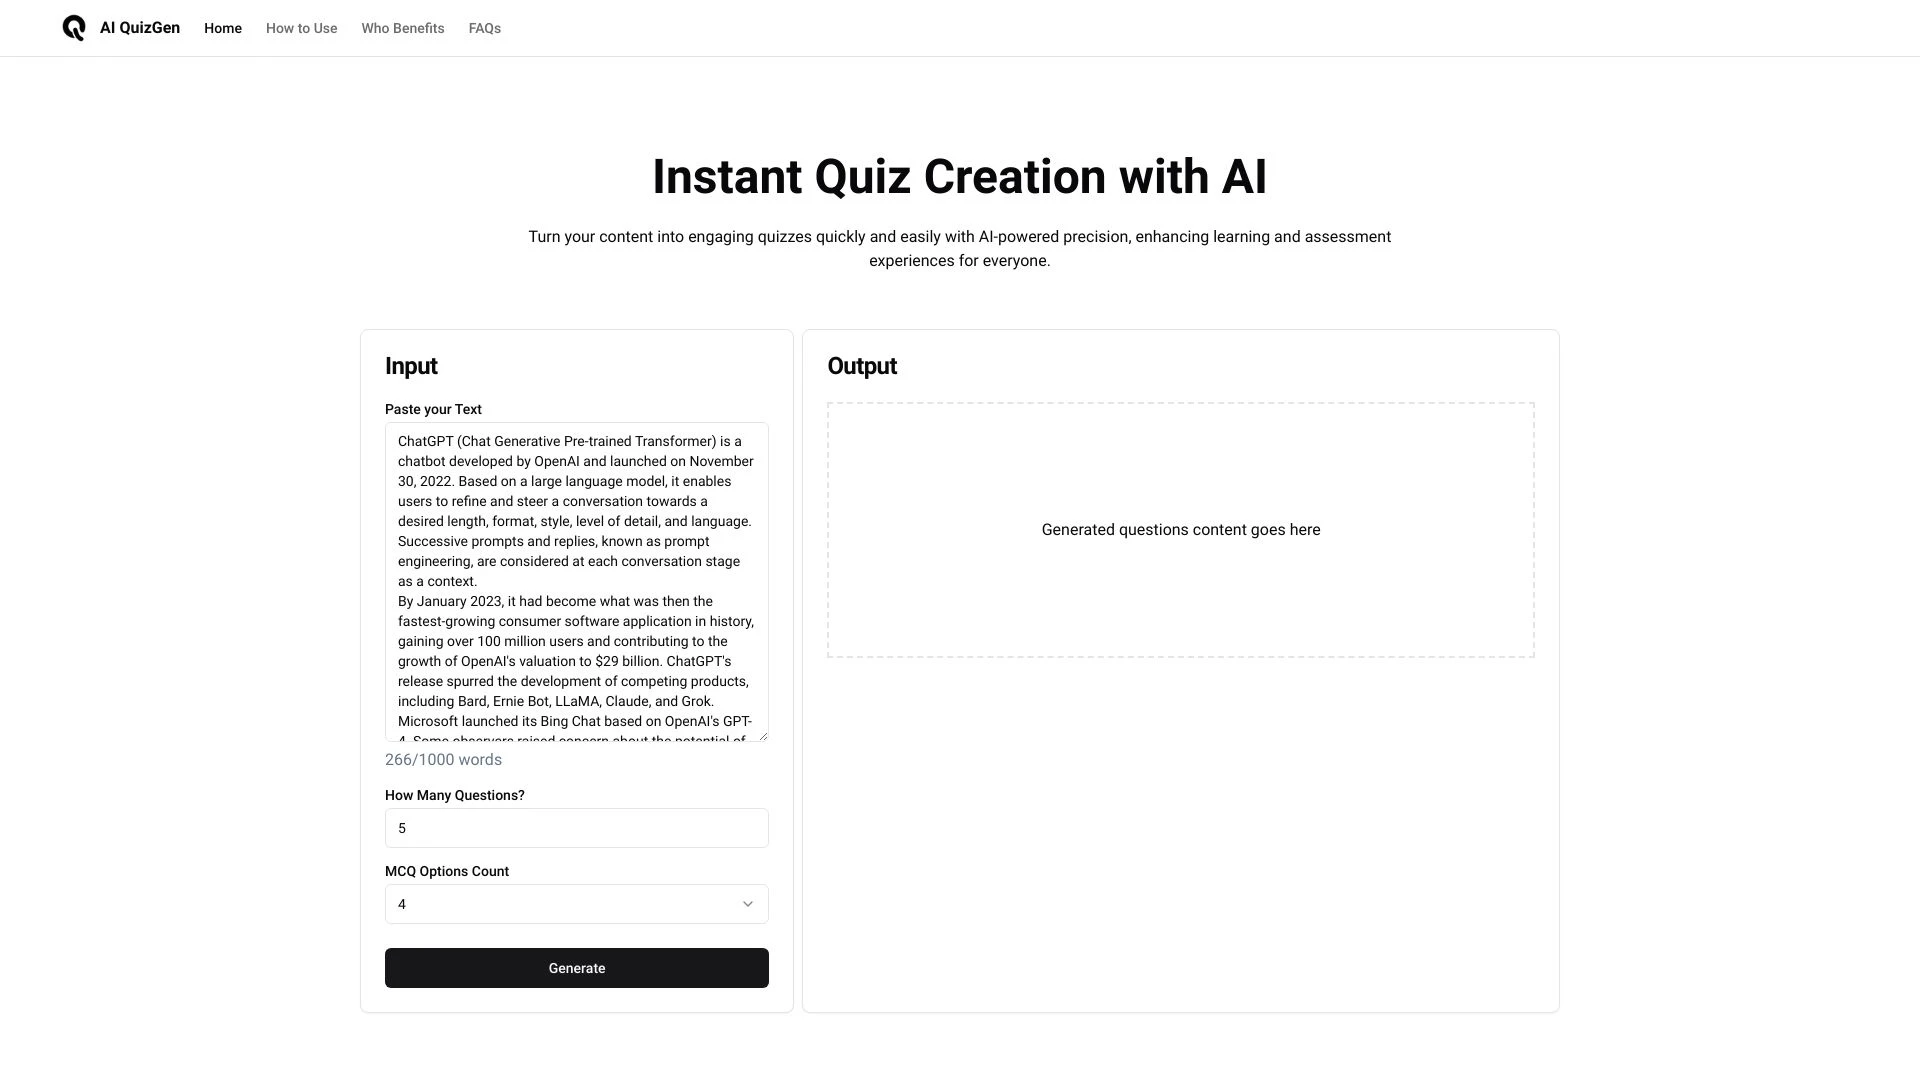 AI QuizGen
Home
How to Use
Who Benefits
FAQs
Instant Quiz Creation with AI
Turn your content into engaging quizzes quickly and easily with AI-powered precision, enhancing learning and assessment
experiences for everyone.
Input
Paste your Text
ChatGPT (Chat Generative Pre-trained Transformer) is a
chatbot developed by OpenAI and launched on November
30, 2022. Based on a large language model, it enables
users to refine and steer a conversation towards a
desired length, format, style, level of detail, and language.
Successive prompts and replies, known as prompt
engineering, are considered at each conversation stage
as a context.
By January 2023, it had become what was then the
fastest-growing consumer software application in history,
gaining over 100 million users and contributing to the
growth of OpenAI's valuation to $29 billion. ChatGPT's
release spurred the development of competing products,
including Bard, Ernie Bot, LLaMA, Claude, and Grok.
Microsoft launched its Bing Chat based on OpenAI's GPT-
4. Some observers raised concern about the potential of
266/1000 words
How Many Questions?
5
MCQ Options Count
4
Generate
Output
Generated questions content goes here